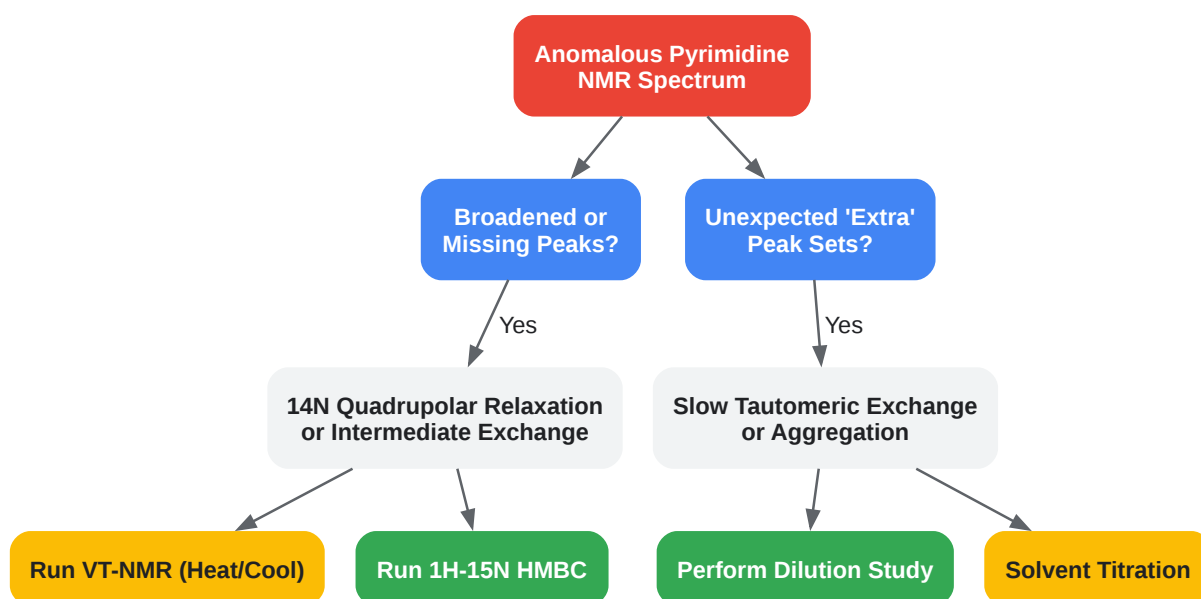 Anomalous Pyrimidine
NMR Spectrum
Broadened or
Missing Peaks?
Unexpected 'Extra'
Peak Sets?
Yes
Yes
14N Quadrupolar Relaxation
or Intermediate Exchange
Slow Tautomeric Exchange
or Aggregation
Run VT-NMR (Heat/Cool)
Run 1H-15N HMBC
Perform Dilution Study
Solvent Titration